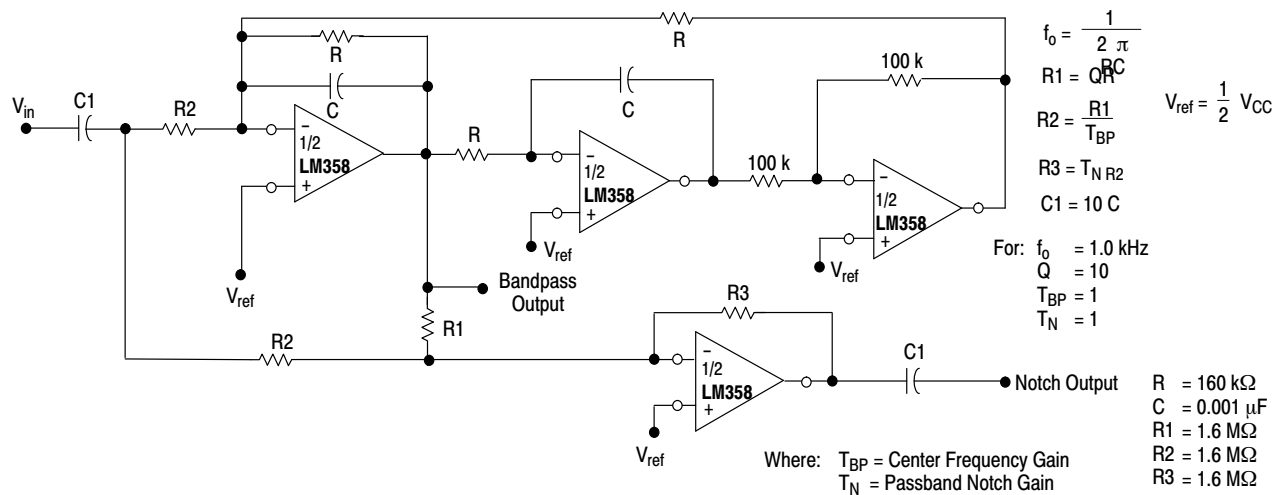 R
R
C
C1
V_in
R2
1/2
LM358
−
+
V_ref
R
C
−
1/2
LM358
+
V_ref
100 k
100 k
−
1/2
LM358
+
V_ref
Bandpass
Output
R1
R2
R3
−
1/2
LM358
+
V_ref
C1
Notch Output
f_o = 1 / 2 π RC
R1 = QR
R2 = R1 / T_BP
R3 = T_N R2
C1 = 10 C
V_ref = 1/2 V_CC
For: f_o = 1.0 kHz
Q = 10
T_BP = 1
T_N = 1
R = 160 kΩ
C = 0.001 μF
R1 = 1.6 MΩ
R2 = 1.6 MΩ
R3 = 1.6 MΩ
Where: T_BP = Center Frequency Gain
T_N = Passband Notch Gain